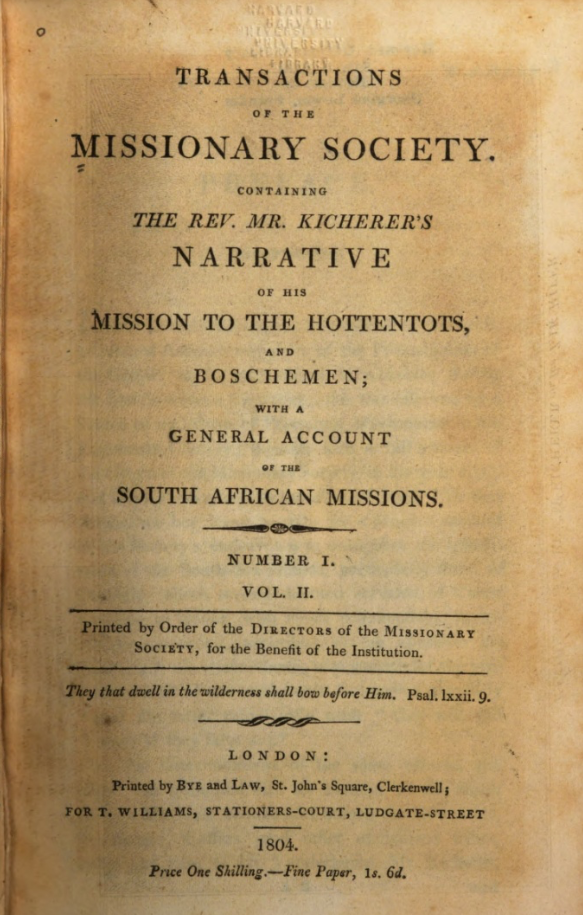 HARVARD
UNIVERSITY
LIBRARY
TRANSACTIONS
OF THE
MISSIONARY SOCIETY.
CONTAINING
THE REV. MR. KICHERER'S
NARRATIVE
OF HIS
MISSION TO THE HOTTENTOTS,
AND
BOSCHEMEN;
WITH A
GENERAL ACCOUNT
OF THE
SOUTH AFRICAN MISSIONS.
NUMBER I.
VOL. II.
Printed by Order of the DIRECTORS of the MISSIONARY
SOCIETY, for the Benefit of the Institution.
They that dwell in the wilderness shall bow before Him. Psal. lxxii. 9.
LONDON:
Printed by BYE and LAW, St. John's Square, Clerkenwell;
FOR T. WILLIAMS, STATIONERS-COURT, LUDGATE-STREET
1804.
Price One Shilling.—Fine Paper, 1s. 6d.